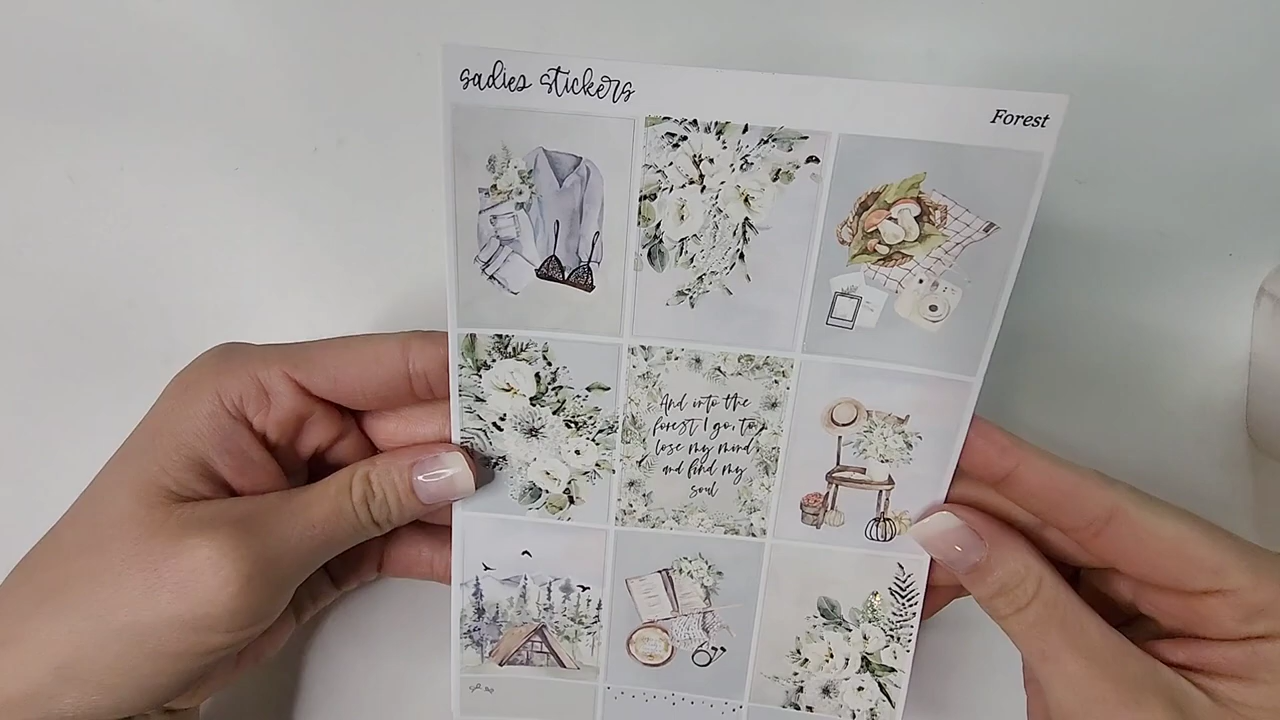 sadies stickers
Forest
And into the
forest I go, to
lose my mind
and find my
soul